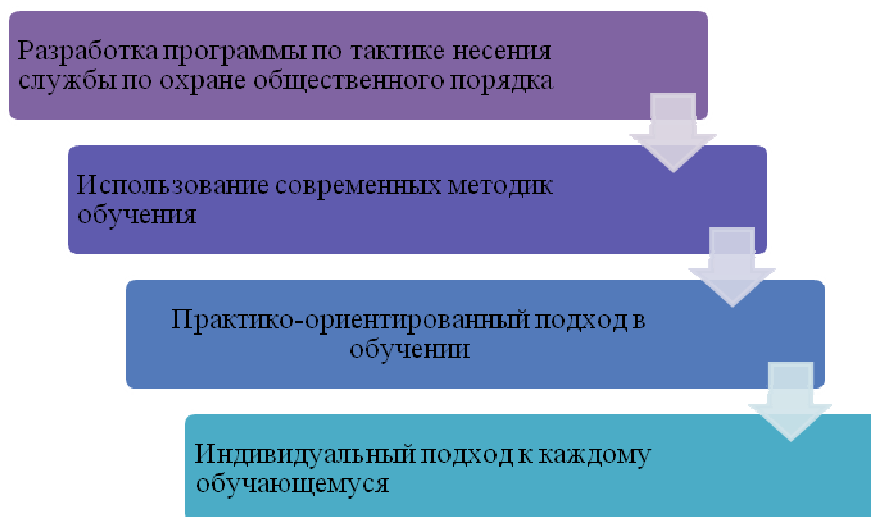 Разработка программы по тактике несения
службы по охране общественного порядка
Использование современных методик
обучения
Практико-ориентированный подход в
обучении
Индивидуальный подход к каждому
обучающемуся